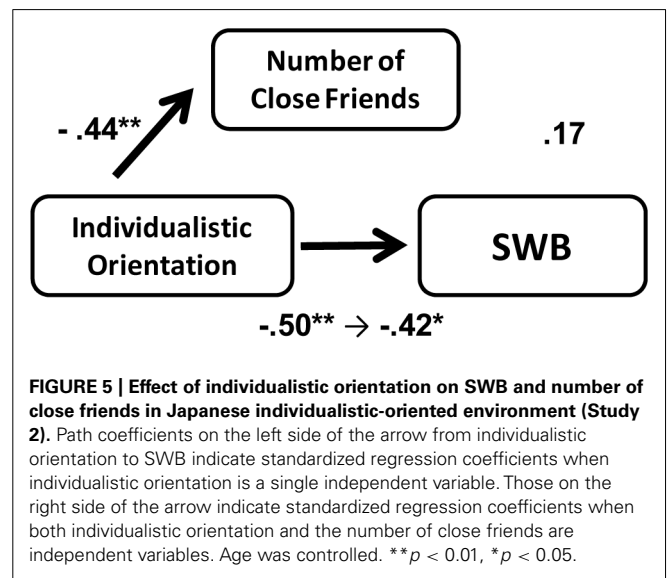 Number of
Close Friends
- .44**
.17
Individualistic
Orientation
SWB
-.50** → -.42*
FIGURE 5 | Effect of individualistic orientation on SWB and number of
close friends in Japanese individualistic-oriented environment (Study
2). Path coefficients on the left side of the arrow from individualistic
orientation to SWB indicate standardized regression coefficients when
individualistic orientation is a single independent variable. Those on the
right side of the arrow indicate standardized regression coefficients when
both individualistic orientation and the number of close friends are
independent variables. Age was controlled. **p < 0.01, *p < 0.05.